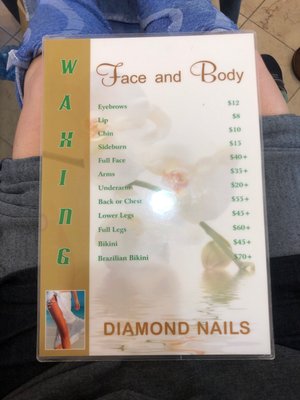 WAXING
Face and Body
Eyebrows $12
Lip $8
Chin $10
Sideburn $15
Full Face $40+
Arms $35+
Underarm $20+
Back or Chest $55+
Lower Legs $45+
Full Legs $60+
Bikini $45+
Brazilian Bikini $70+
DIAMOND NAILS